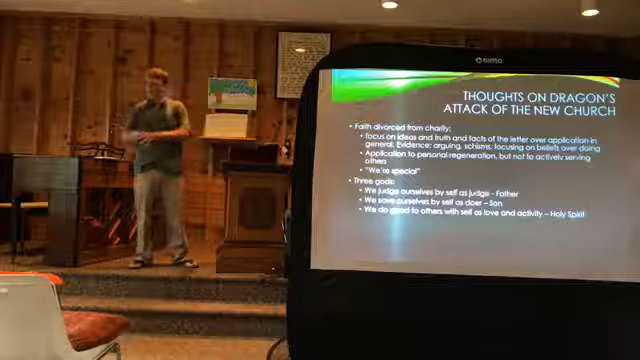 THOUGHTS ON DRAGON'S
ATTACK OF THE NEW CHURCH
• Faith divorced from charity:
• focus on ideas and truth and facts of the letter over application in
general. Evidence: arguing, schisms, focusing on beliefs over doing
• Application to personal regeneration, but not to actively serving
others
• "We're special"
• Three gods:
• We judge ourselves by self as judge - Father
• We save ourselves by self as doer – Son
• We do good to others with self as love and activity – Holy Spirit